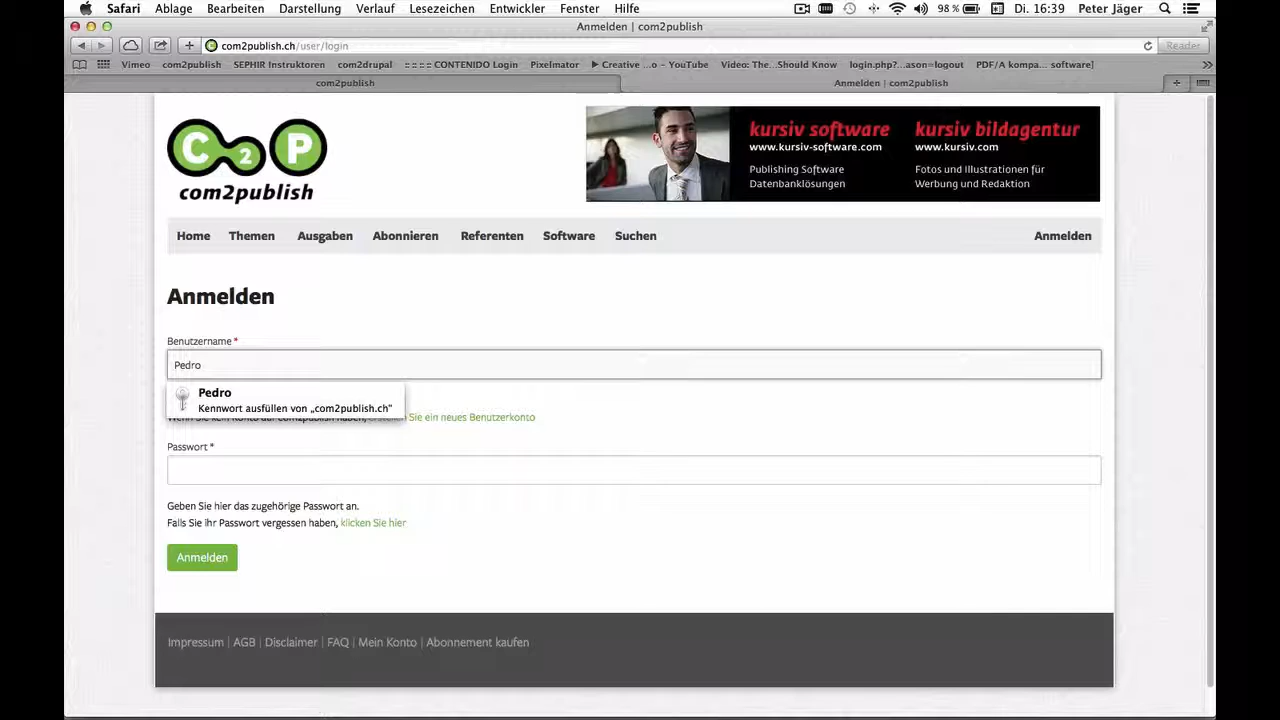 Safari Ablage Bearbeiten Darstellung Verlauf Lesezeichen Entwickler Fenster Hilfe 98 % Di. 16:39 Peter Jäger
Anmelden | com2publish
com2publish.ch/user/login Reader
Vimeo com2publish SEPHIR Instruktoren com2drupal :: :: :: CONTENIDO Login Pixelmator ▶ Creative ...o – YouTube Video: The...Should Know login.php?...ason=logout PDF/A kompa... software] »
com2publish Anmelden | com2publish +
C 2 P
com2publish
kursiv software
www.kursiv-software.com
Publishing Software
Datenbanklösungen
kursiv bildagentur
www.kursiv.com
Fotos und Illustrationen für
Werbung und Redaktion
Home Themen Ausgaben Abonnieren Referenten Software Suchen Anmelden
Anmelden
Benutzername *
Pedro
Pedro
Kennwort ausfüllen von „com2publish.ch"
Sie ein neues Benutzerkonto
Passwort *
Geben Sie hier das zugehörige Passwort an.
Falls Sie ihr Passwort vergessen haben, klicken Sie hier
Anmelden
Impressum | AGB | Disclaimer | FAQ | Mein Konto | Abonnement kaufen